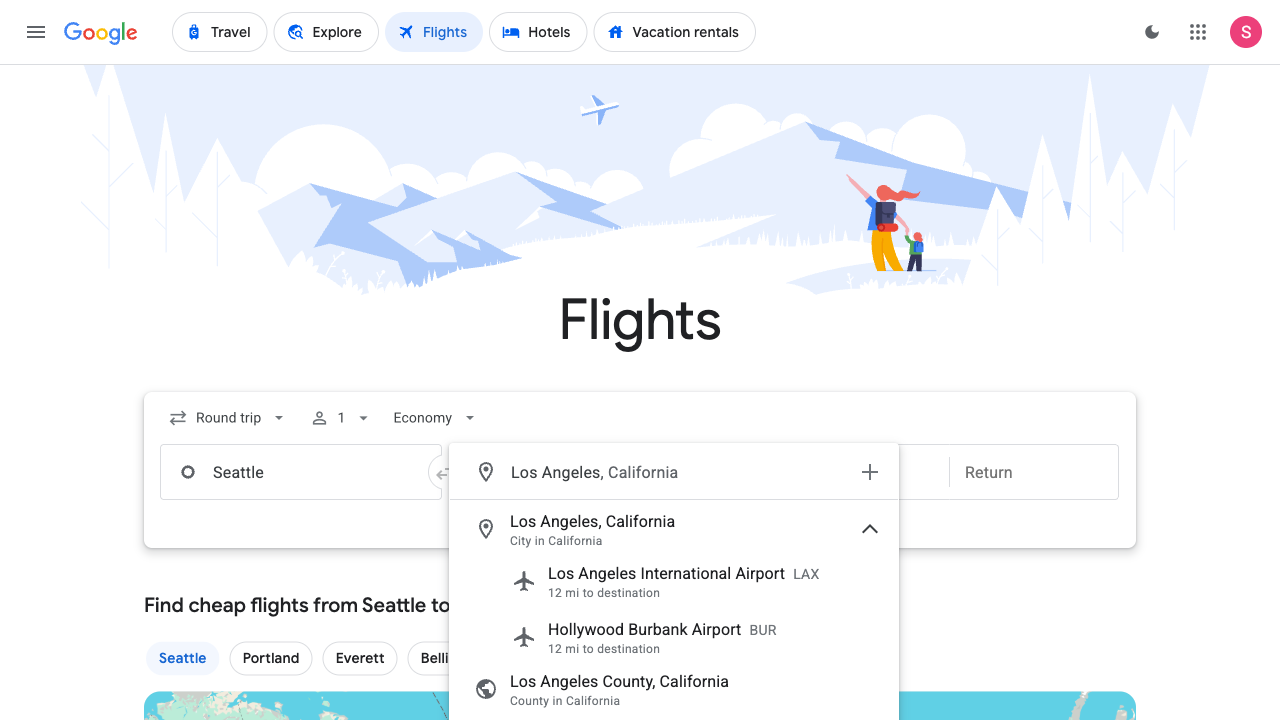 Google
Travel
Explore
Flights
Hotels
Vacation rentals
S
Flights
Round trip
1
Economy
Seattle
Los Angeles, California
Return
Los Angeles, California
City in California
Los Angeles International Airport LAX
12 mi to destination
Hollywood Burbank Airport BUR
12 mi to destination
Los Angeles County, California
County in California
Find cheap flights from Seattle to
Seattle
Portland
Everett
Belli